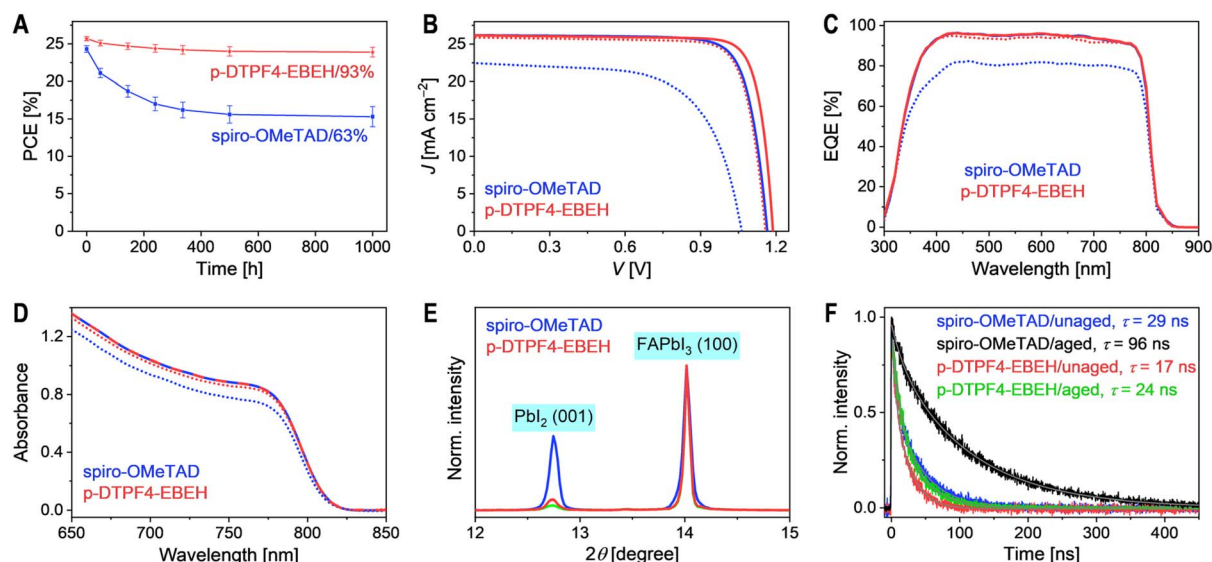 A
PCE [%]
30
25
20
15
10
5
0
p-DTPF4-EBEH/93%
spiro-OMeTAD/63%
0 200 400 600 800 1000
Time [h]
B
J [mA cm⁻²]
30
25
20
15
10
5
0
spiro-OMeTAD
p-DTPF4-EBEH
0.0 0.3 0.6 0.9 1.2
V [V]
C
EQE [%]
100
80
60
40
20
0
spiro-OMeTAD
p-DTPF4-EBEH
300 400 500 600 700 800 900
Wavelength [nm]
D
Absorbance
1.2
0.8
0.4
0.0
spiro-OMeTAD
p-DTPF4-EBEH
650 700 750 800 850
Wavelength [nm]
E
Norm. intensity
spiro-OMeTAD
p-DTPF4-EBEH
FAPbI₃ (100)
PbI₂ (001)
12 13 14 15
2θ [degree]
F
Norm. intensity
1.0
0.5
0.0
spiro-OMeTAD/unaged, τ = 29 ns
spiro-OMeTAD/aged, τ = 96 ns
p-DTPF4-EBEH/unaged, τ = 17 ns
p-DTPF4-EBEH/aged, τ = 24 ns
0 100 200 300 400
Time [ns]